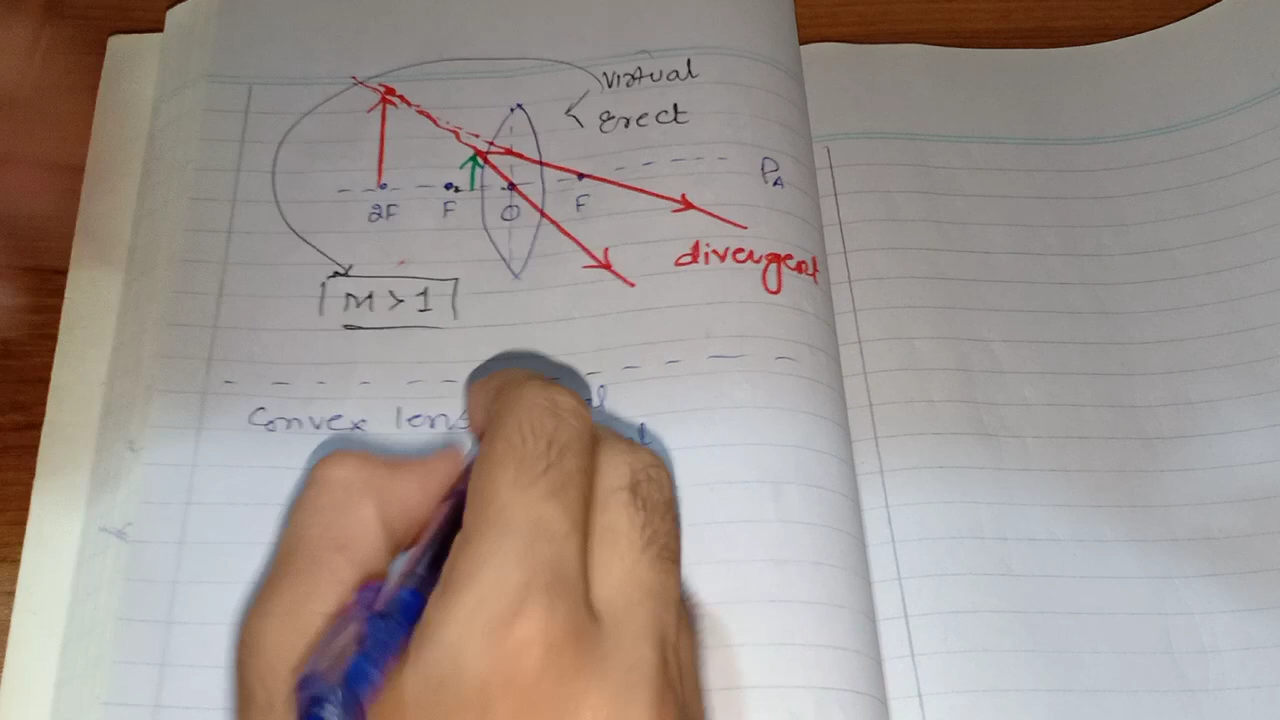 Virtual
Erect
PA
2F F O F
divergent
M > 1
Convex lens